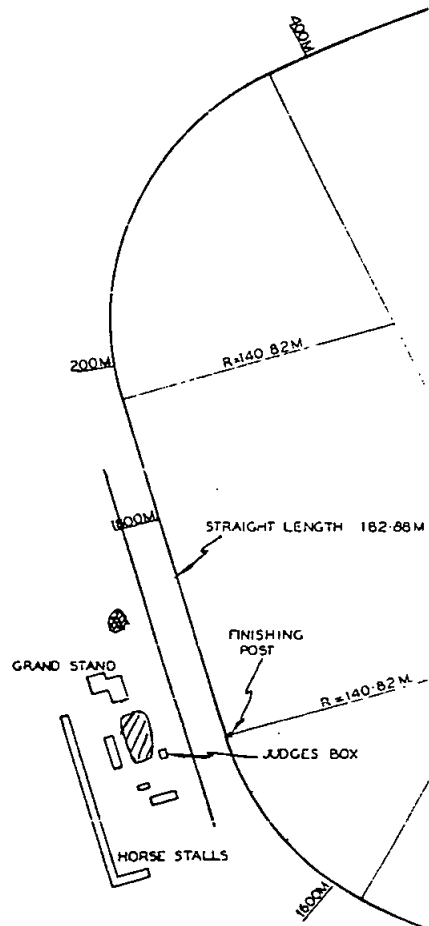 400M
200M
R=140 82M
1800M
STRAIGHT LENGTH 182·88M
FINISHING
POST
GRAND STAND
R=140·82M
JUDGES BOX
HORSE STALLS
1600M